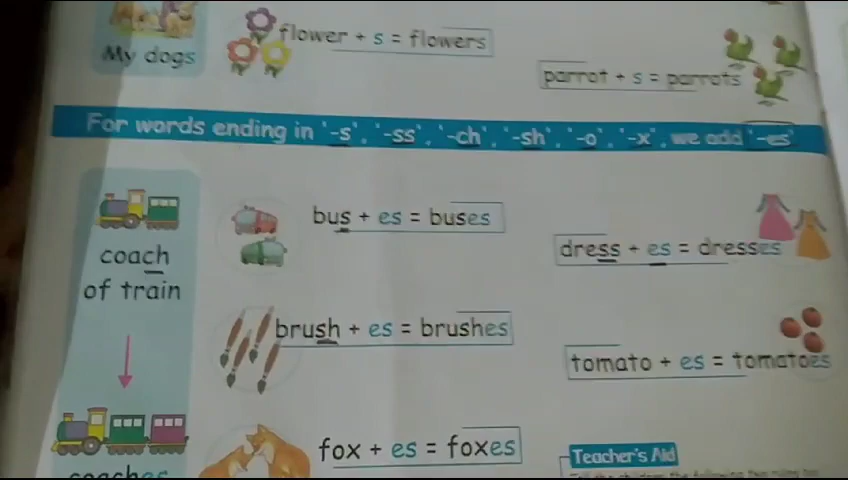 My dogs
flower + s = flowers
parrot + s = parrots
For words ending in '-s', '-ss', '-ch', '-sh', '-o', '-x', we add '-es'
coach
of train
bus + es = buses
dress + es = dresses
brush + es = brushes
tomato + es = tomatoes
fox + es = foxes
coaches
Teacher's Aid